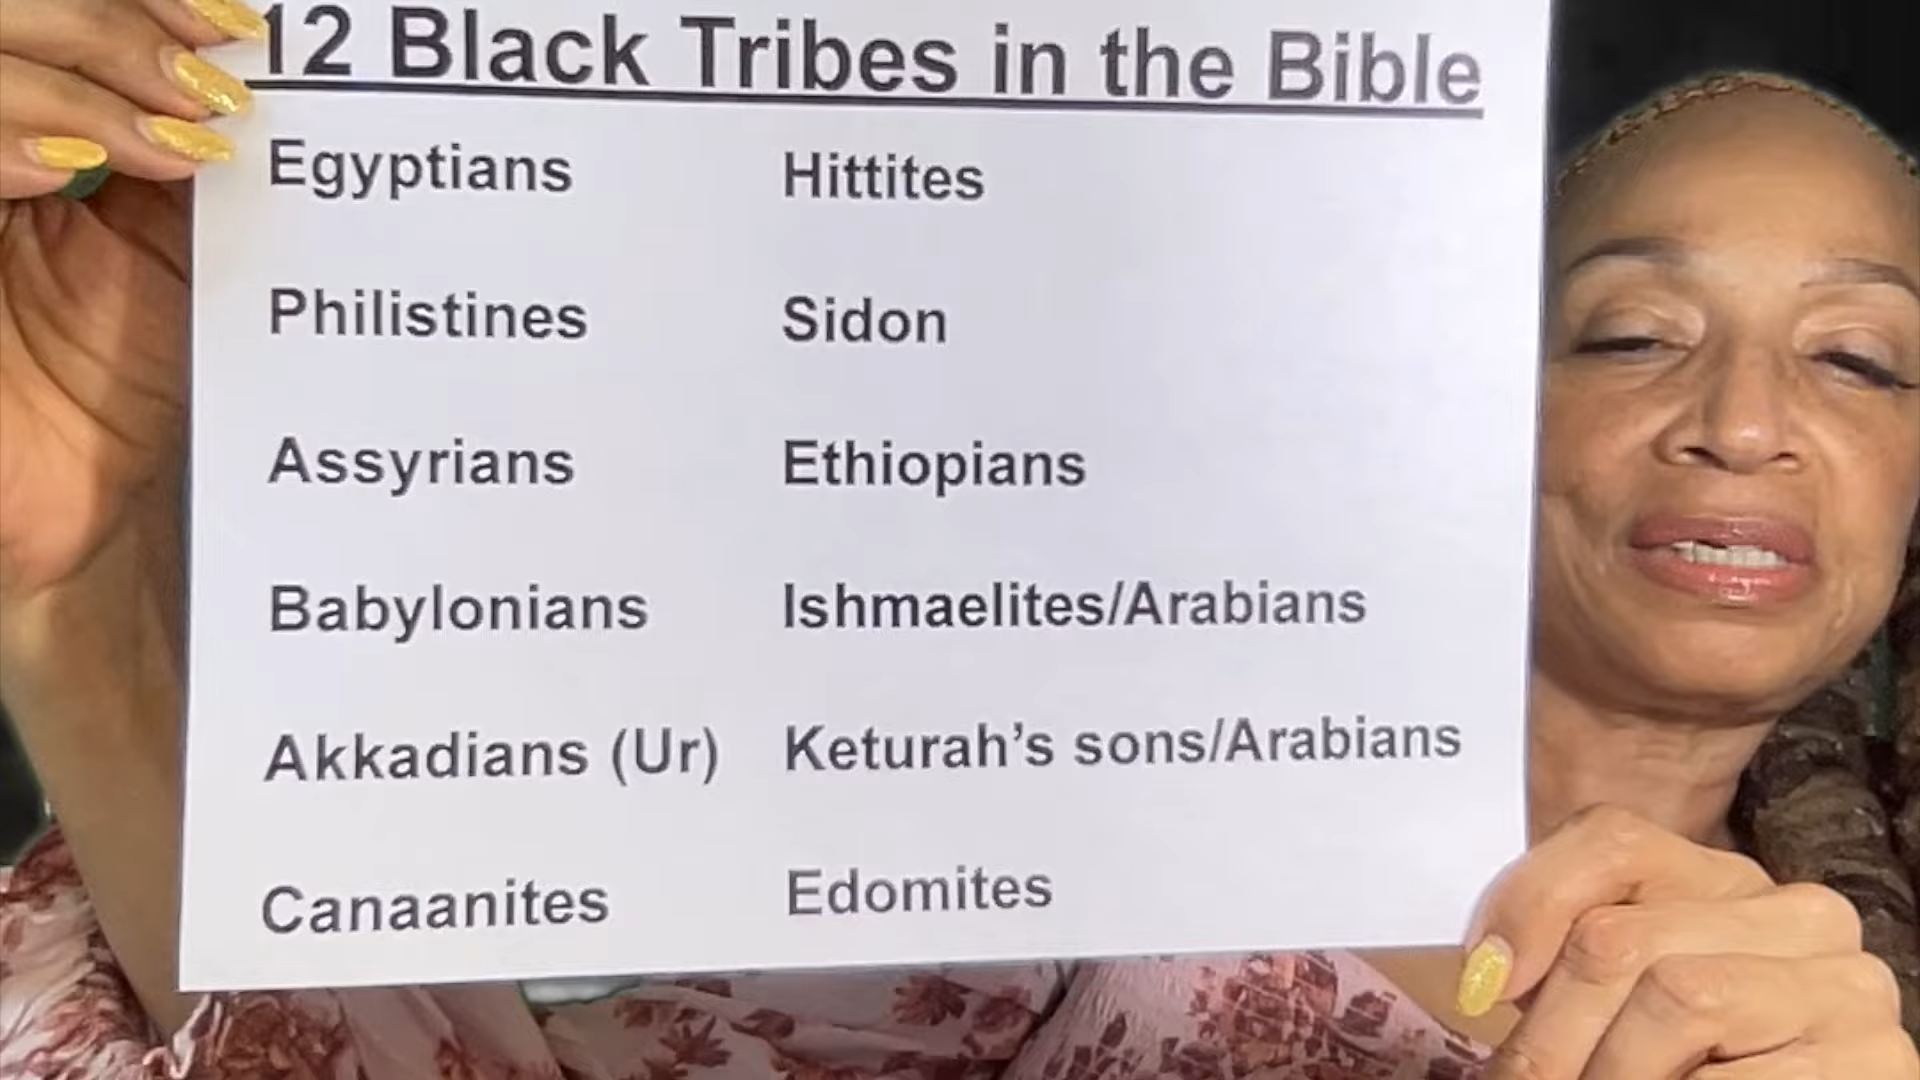 12 Black Tribes in the Bible
Egyptians
Philistines
Assyrians
Babylonians
Akkadians (Ur)
Canaanites
Hittites
Sidon
Ethiopians
Ishmaelites/Arabians
Keturah's sons/Arabians
Edomites